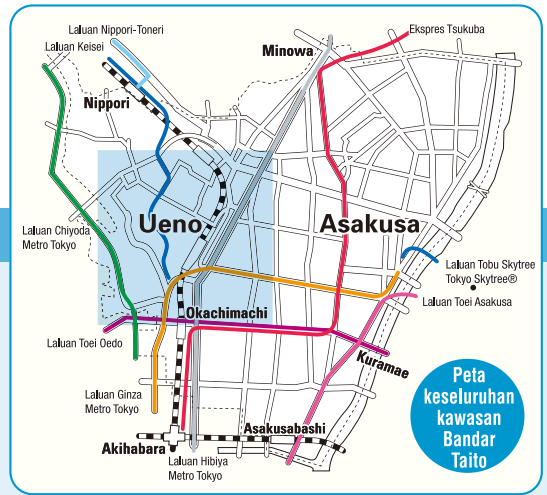 Laluan Nippori-Toneri
Laluan Keisei
Ekspres Tsukuba
Minowa
Nippori
Ueno
Asakusa
Laluan Chiyoda
Metro Tokyo
Laluan Tobu Skytree
Tokyo Skytree®
Laluan Toei Asakusa
Okachimachi
Laluan Toei Oedo
Kuramae
Laluan Ginza
Metro Tokyo
Asakusabashi
Akihabara
Laluan Hibiya
Metro Tokyo
Peta
keseluruhan
kawasan
Bandar
Taito